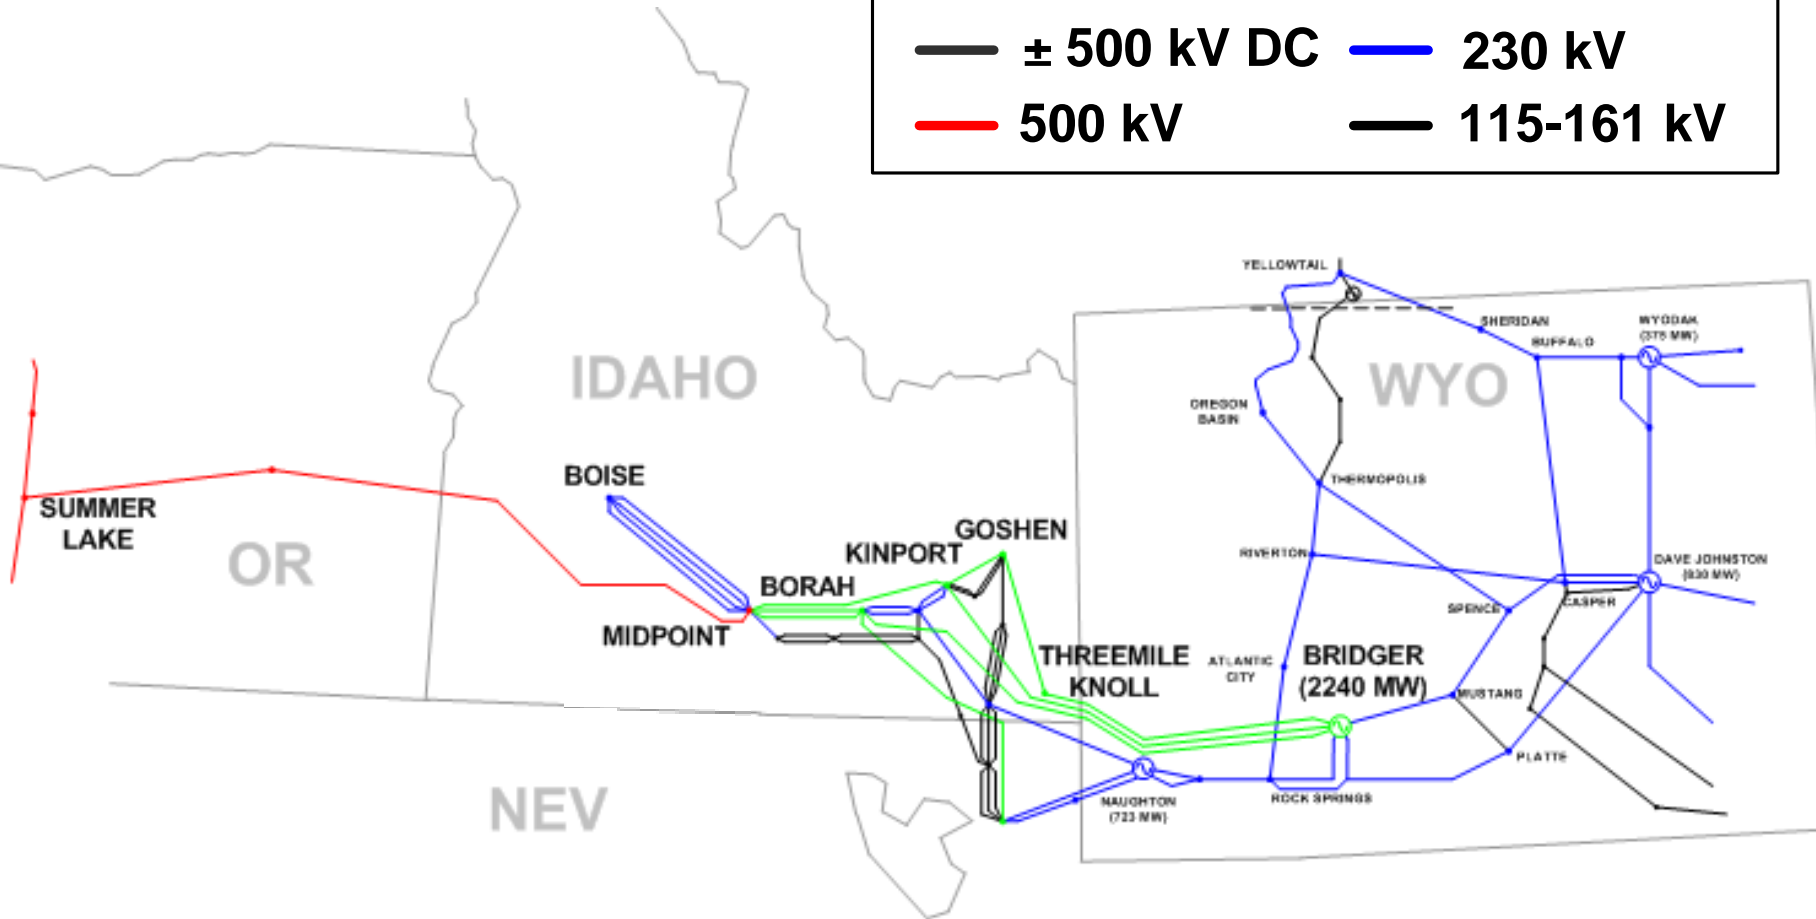 ± 500 kV DC
230 kV
500 kV
115-161 kV
YELLOWTAIL
SHERIDAN
WYODAK
(375 MW)
BUFFALO
IDAHO
WYO
OREGON
BASIN
BOISE
THERMOPOLIS
SUMMER
LAKE
GOSHEN
KINPORT
OR
RIVERTON
DAVE JOHNSTON
(830 MW)
BORAH
SPENCE
CASPER
MIDPOINT
THREEMILE
KNOLL
ATLANTIC
CITY
BRIDGER
(2240 MW)
MUSTANG
PLATTE
NEV
NAUGHTON
(723 MW)
ROCK SPRINGS